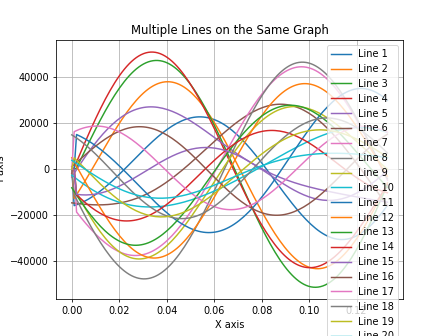 Multiple Lines on the Same Graph
40000
20000
0
−20000
−40000
0.00
0.02
0.04
0.06
0.08
0.10
X axis
Line 1
Line 2
Line 3
Line 4
Line 5
Line 6
Line 7
Line 8
Line 9
Line 10
Line 11
Line 12
Line 13
Line 14
Line 15
Line 16
Line 17
Line 18
Line 19
Line 20